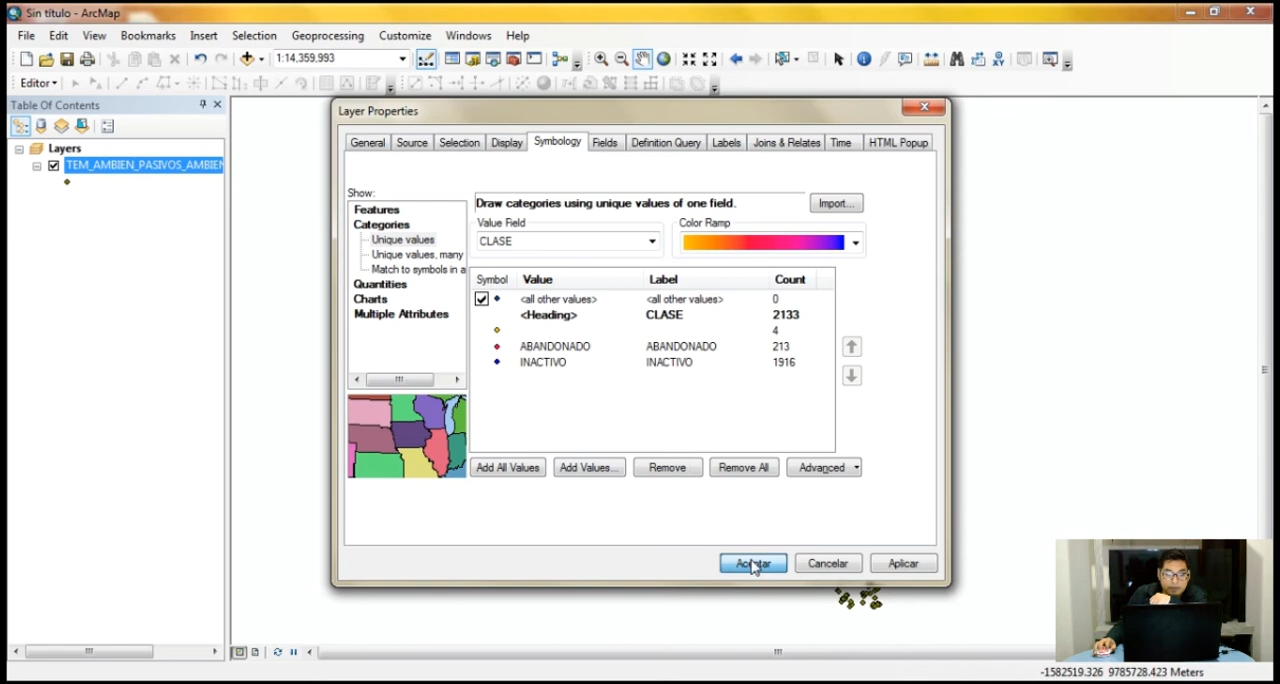 Sin título - ArcMap
File Edit View Bookmarks Insert Selection Geoprocessing Customize Windows Help
1:14,359,993
Editor
Table Of Contents
Layers
TEM_AMBIEN_PASIVOS_AMBIEN
Layer Properties
General Source Selection Display Symbology Fields Definition Query Labels Joins & Relates Time HTML Popup
Show:
Features
Categories
Unique values
Unique values, many
Match to symbols in a
Quantities
Charts
Multiple Attributes
Draw categories using unique values of one field.
Import...
Value Field
Color Ramp
CLASE
Symbol Value Label Count
<all other values> <all other values> 0
<Heading> CLASE 2133
4
ABANDONADO ABANDONADO 213
INACTIVO INACTIVO 1916
Add All Values Add Values... Remove Remove All Advanced
Aceptar Cancelar Aplicar
-1582519.326 9785728.423 Meters